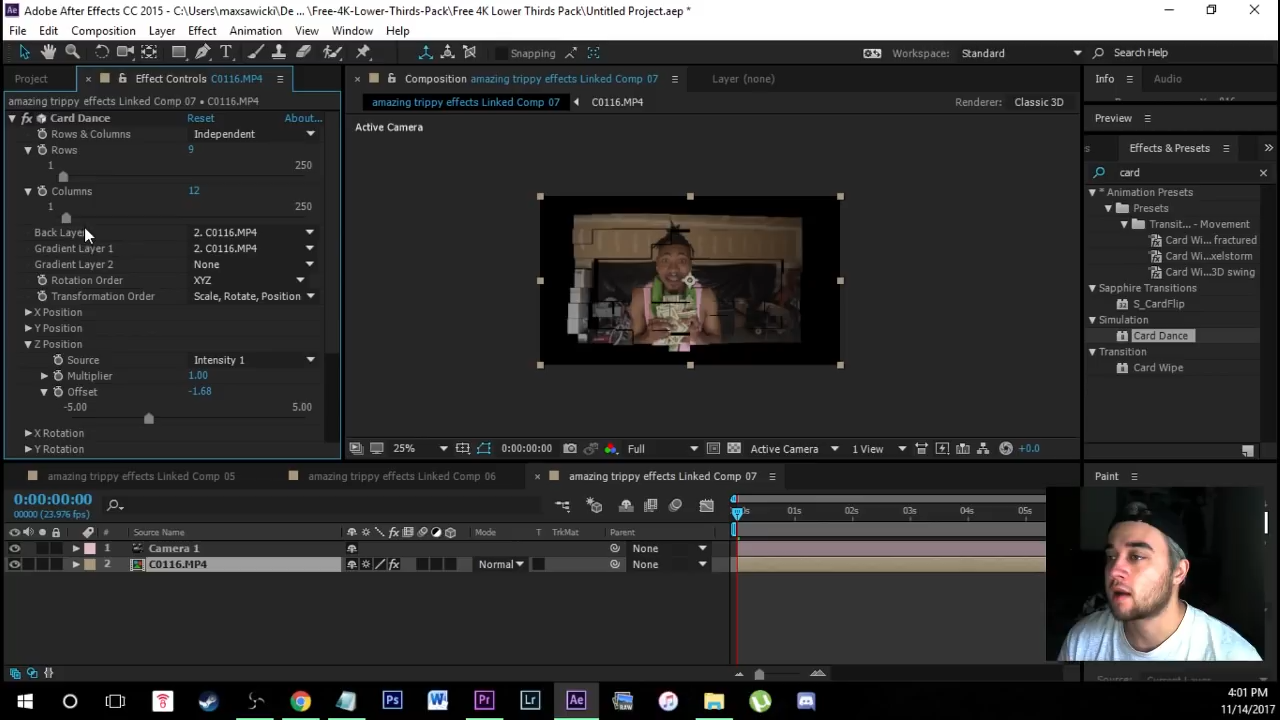 Adobe After Effects CC 2015 - C:\Users\maxsawicki\De ... \Free-4K-Lower-Thirds-Pack\Free 4K Lower Thirds Pack\Untitled Project.aep *
File Edit Composition Layer Effect Animation View Window Help
Snapping
Workspace: Standard
Search Help
Project
Effect Controls C0116.MP4
Composition amazing trippy effects Linked Comp 07
Layer (none)
Info
Audio
amazing trippy effects Linked Comp 07 • C0116.MP4
amazing trippy effects Linked Comp 07
C0116.MP4
Renderer: Classic 3D
fx Card Dance Reset About...
Active Camera
Preview
Rows & Columns Independent
Rows 9
1 250
Columns 12
1 250
Back Layer 2. C0116.MP4
Gradient Layer 1 2. C0116.MP4
Gradient Layer 2 None
Rotation Order XYZ
Transformation Order Scale, Rotate, Position
X Position
Y Position
Z Position
Source Intensity 1
Multiplier 1.00
Offset -1.68
-5.00 5.00
X Rotation
Y Rotation
Effects & Presets
card
* Animation Presets
Presets
Transit... - Movement
Card Wi... fractured
Card Wi...xelstorm
Card Wi...3D swing
Sapphire Transitions
S_CardFlip
Simulation
Card Dance
Transition
Card Wipe
25%
0:00:00:00
Full
Active Camera
1 View
+0.0
amazing trippy effects Linked Comp 05
amazing trippy effects Linked Comp 06
amazing trippy effects Linked Comp 07
Paint
0:00:00:00
00000 (23.976 fps)
01s 02s 03s 04s 05s
# Source Name Mode T TrkMat Parent
1 Camera 1 None
2 C0116.MP4 Normal None
Ps W Pr Lr Ae
4:01 PM
11/14/2017